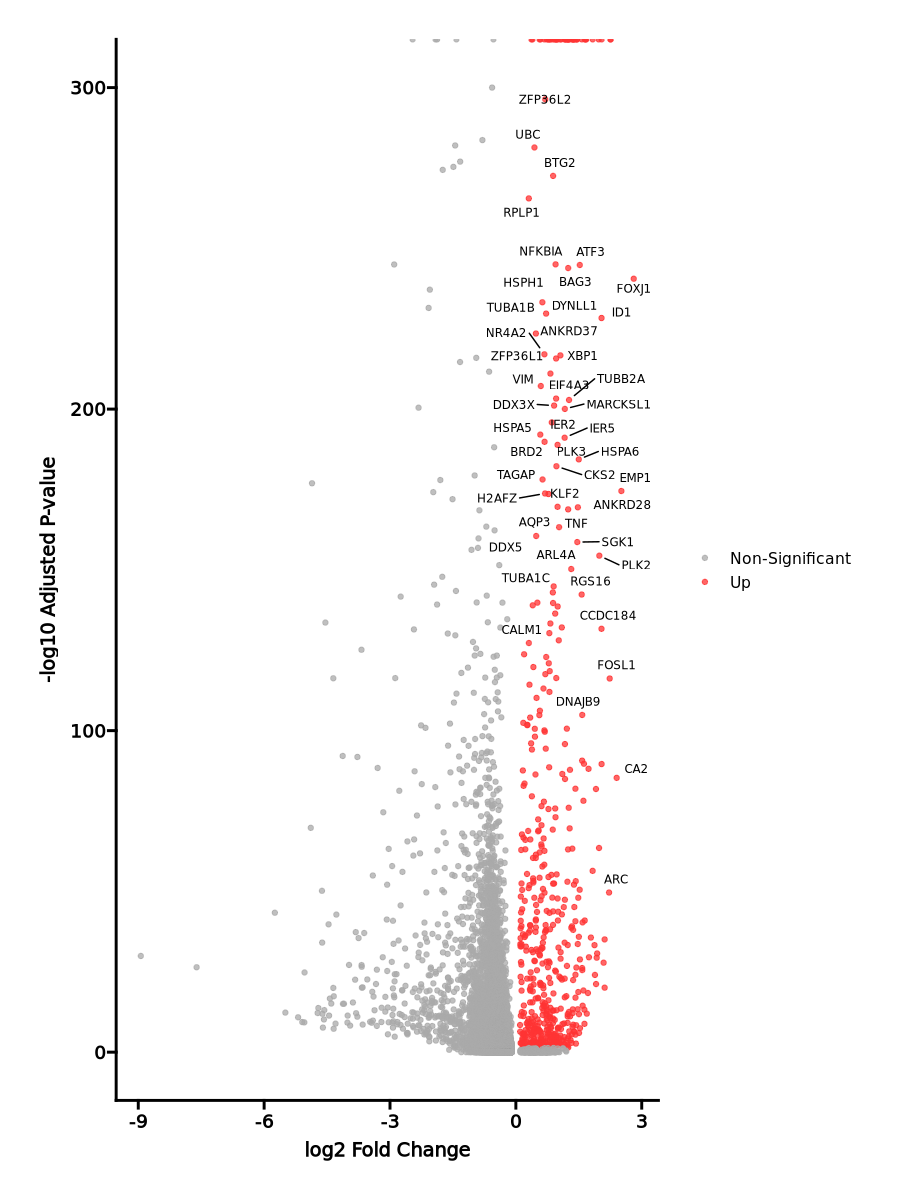 300
200
100
0
-9
-6
-3
0
3
-log10 Adjusted P-value
log2 Fold Change
Non-Significant
Up
ZFP36L2
UBC
BTG2
RPLP1
NFKBIA
ATF3
HSPH1
BAG3
FOXJ1
TUBA1B
DYNLL1
ID1
NR4A2
ANKRD37
ZFP36L1
XBP1
VIM
EIF4A3
TUBB2A
DDX3X
MARCKSL1
HSPA5
IER2
IER5
BRD2
PLK3
HSPA6
TAGAP
CKS2
EMP1
H2AFZ
KLF2
ANKRD28
AQP3
TNF
DDX5
SGK1
ARL4A
PLK2
TUBA1C
RGS16
CCDC184
CALM1
FOSL1
DNAJB9
CA2
ARC